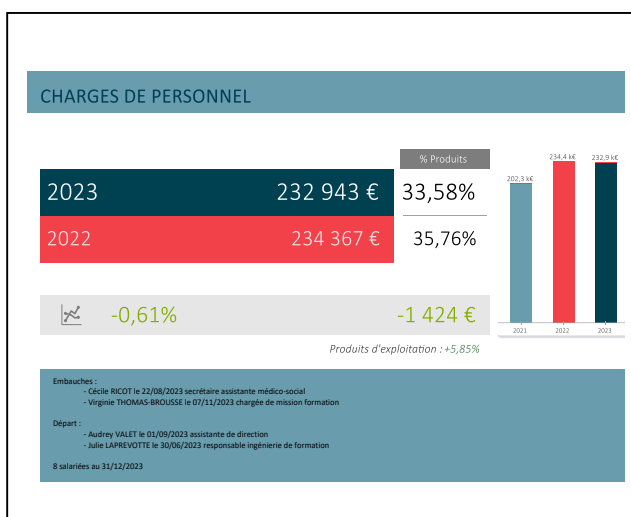 CHARGES DE PERSONNEL
% Produits
2023 232 943 € 33,58%
2022 234 367 € 35,76%
-0,61% -1 424 €
Produits d'exploitation : +5,85%
202,3 k€
234,4 k€
232,9 k€
2021 2022 2023
Embauches :
- Cécile RICOT le 22/08/2023 secrétaire assistante médico-social
- Virginie THOMAS-BROUSSE le 07/11/2023 chargée de mission formation
Départ :
- Audrey VALET le 01/09/2023 assistante de direction
- Julie LAPREVOTTE le 30/06/2023 responsable ingénierie de formation
8 salariées au 31/12/2023